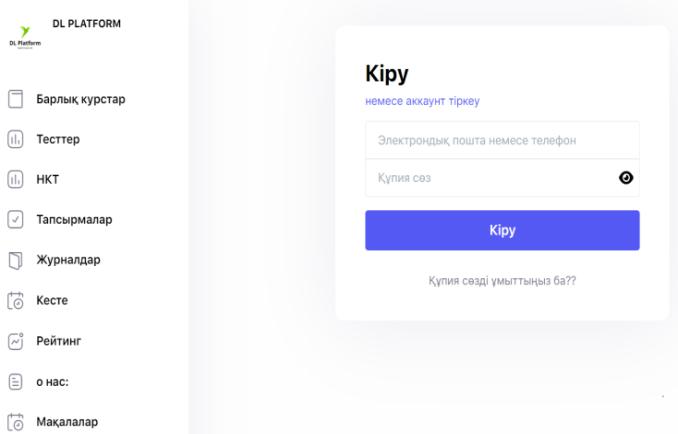 DL PLATFORM
DL Platform
Барлық курстар
Тесттер
НКТ
Тапсырмалар
Журналдар
Кесте
Рейтинг
о нас:
Мақалалар
Кіру
немесе аккаунт тіркеу
Электрондық пошта немесе телефон
Құпия сөз
Кіру
Құпия сөзді ұмыттыңыз ба??